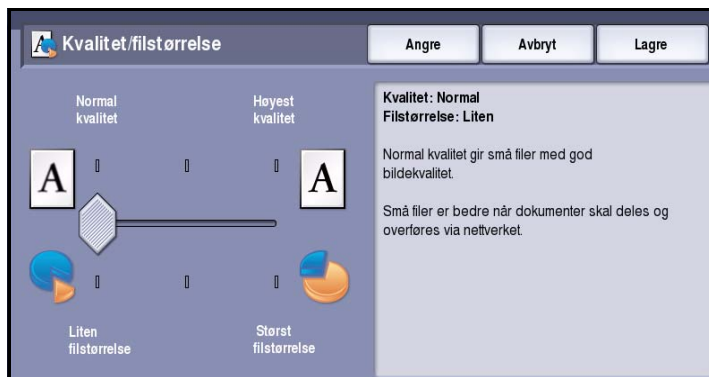 Kvalitet/filstørrelse
Angre
Avbryt
Lagre
Normal
kvalitet
Høyest
kvalitet
A
A
Liten
filstørrelse
Størst
filstørrelse
Kvalitet: Normal
Filstørrelse: Liten
Normal kvalitet gir små filer med god
bildekvalitet.
Små filer er bedre når dokumenter skal deles og
overføres via nettverket.